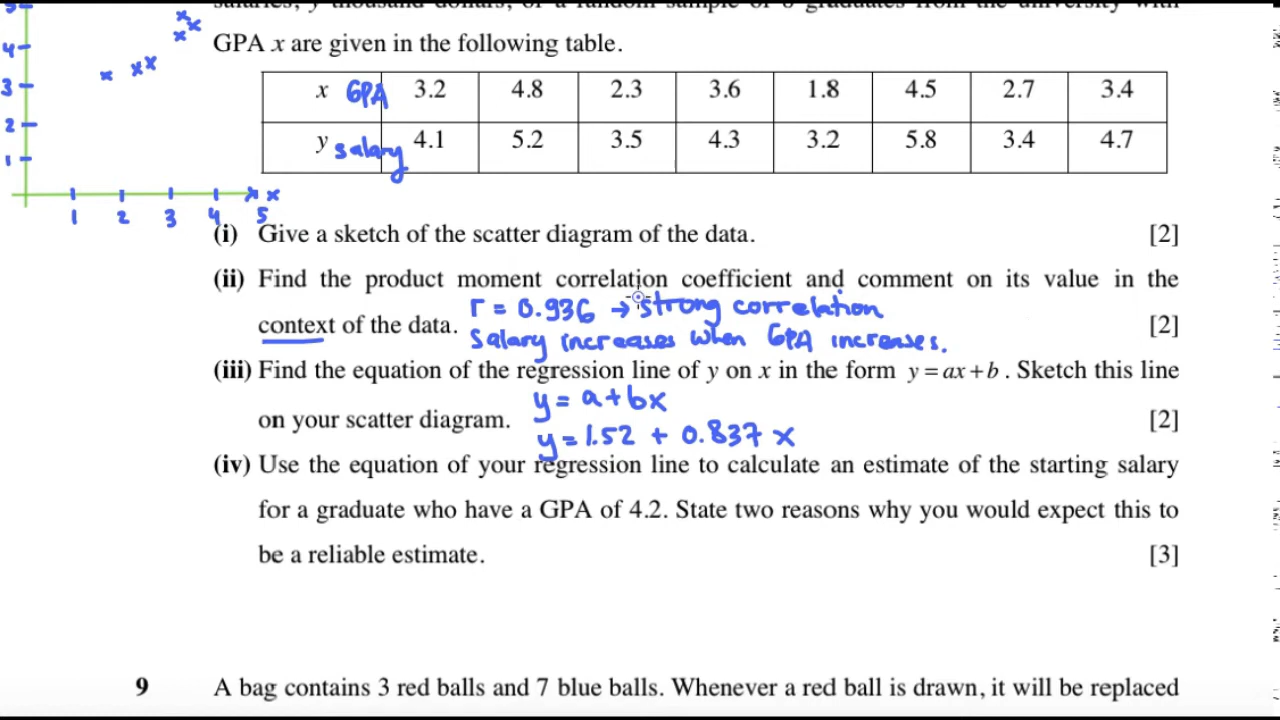 salaries, y thousand dollars, of a random sample of 8 graduates from the university with
GPA x are given in the following table.
x GPA 3.2 4.8 2.3 3.6 1.8 4.5 2.7 3.4
y salary 4.1 5.2 3.5 4.3 3.2 5.8 3.4 4.7
5
4
3
2
1
x
1 2 3 4 5
(i) Give a sketch of the scatter diagram of the data. [2]
(ii) Find the product moment correlation coefficient and comment on its value in the
r = 0.936 → strong correlation
context of the data. [2]
Salary increases when GPA increases.
(iii) Find the equation of the regression line of y on x in the form y = ax + b . Sketch this line
y = a + bx
on your scatter diagram. [2]
y = 1.52 + 0.837 x
(iv) Use the equation of your regression line to calculate an estimate of the starting salary
for a graduate who have a GPA of 4.2. State two reasons why you would expect this to
be a reliable estimate. [3]
9 A bag contains 3 red balls and 7 blue balls. Whenever a red ball is drawn, it will be replaced